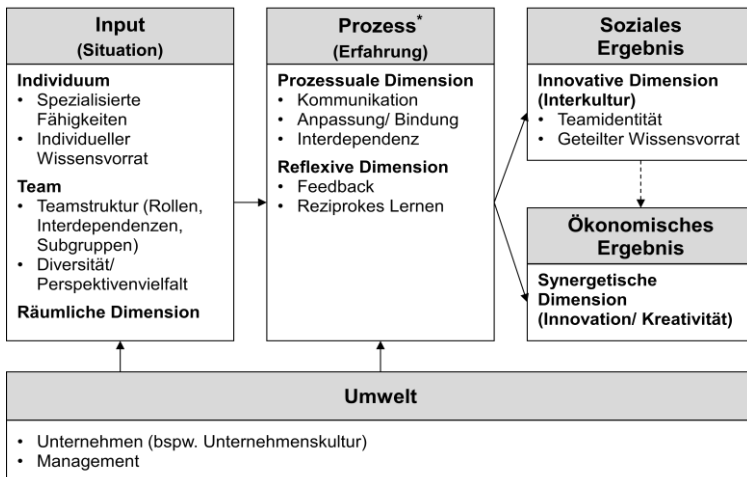 Input
(Situation)
Individuum
• Spezialisierte
Fähigkeiten
• Individueller
Wissensvorrat
Team
• Teamstruktur (Rollen,
Interdependenzen,
Subgruppen)
• Diversität/
Perspektivenvielfalt
Räumliche Dimension
Prozess*
(Erfahrung)
Prozessuale Dimension
• Kommunikation
• Anpassung/ Bindung
• Interdependenz
Reflexive Dimension
• Feedback
• Reziprokes Lernen
Soziales
Ergebnis
Innovative Dimension
(Interkultur)
• Teamidentität
• Geteilter Wissensvorrat
Ökonomisches
Ergebnis
Synergetische
Dimension
(Innovation/ Kreativität)
Umwelt
• Unternehmen (bspw. Unternehmenskultur)
• Management